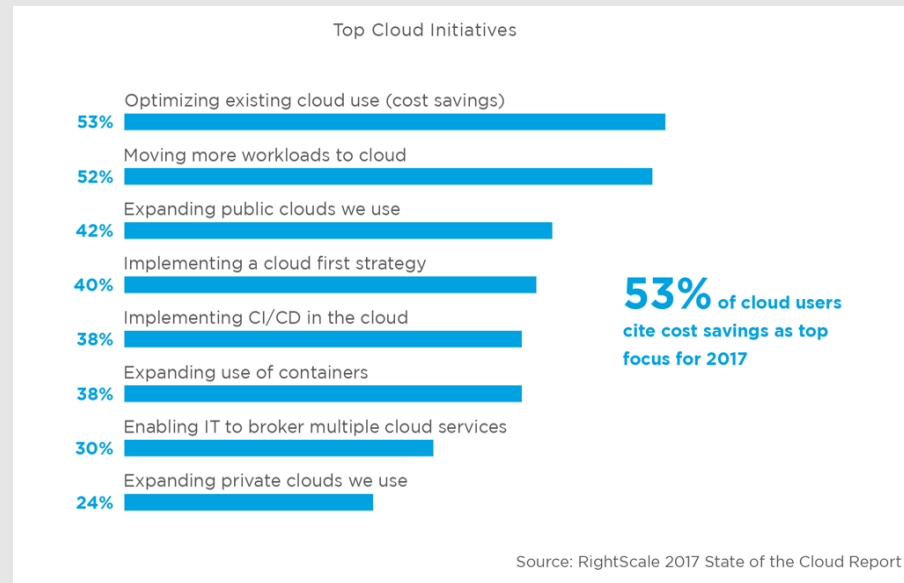 Top Cloud Initiatives
Optimizing existing cloud use (cost savings)
53%
Moving more workloads to cloud
52%
Expanding public clouds we use
42%
Implementing a cloud first strategy
40%
Implementing CI/CD in the cloud
38%
Expanding use of containers
38%
Enabling IT to broker multiple cloud services
30%
Expanding private clouds we use
24%
53% of cloud users
cite cost savings as top
focus for 2017
Source: RightScale 2017 State of the Cloud Report